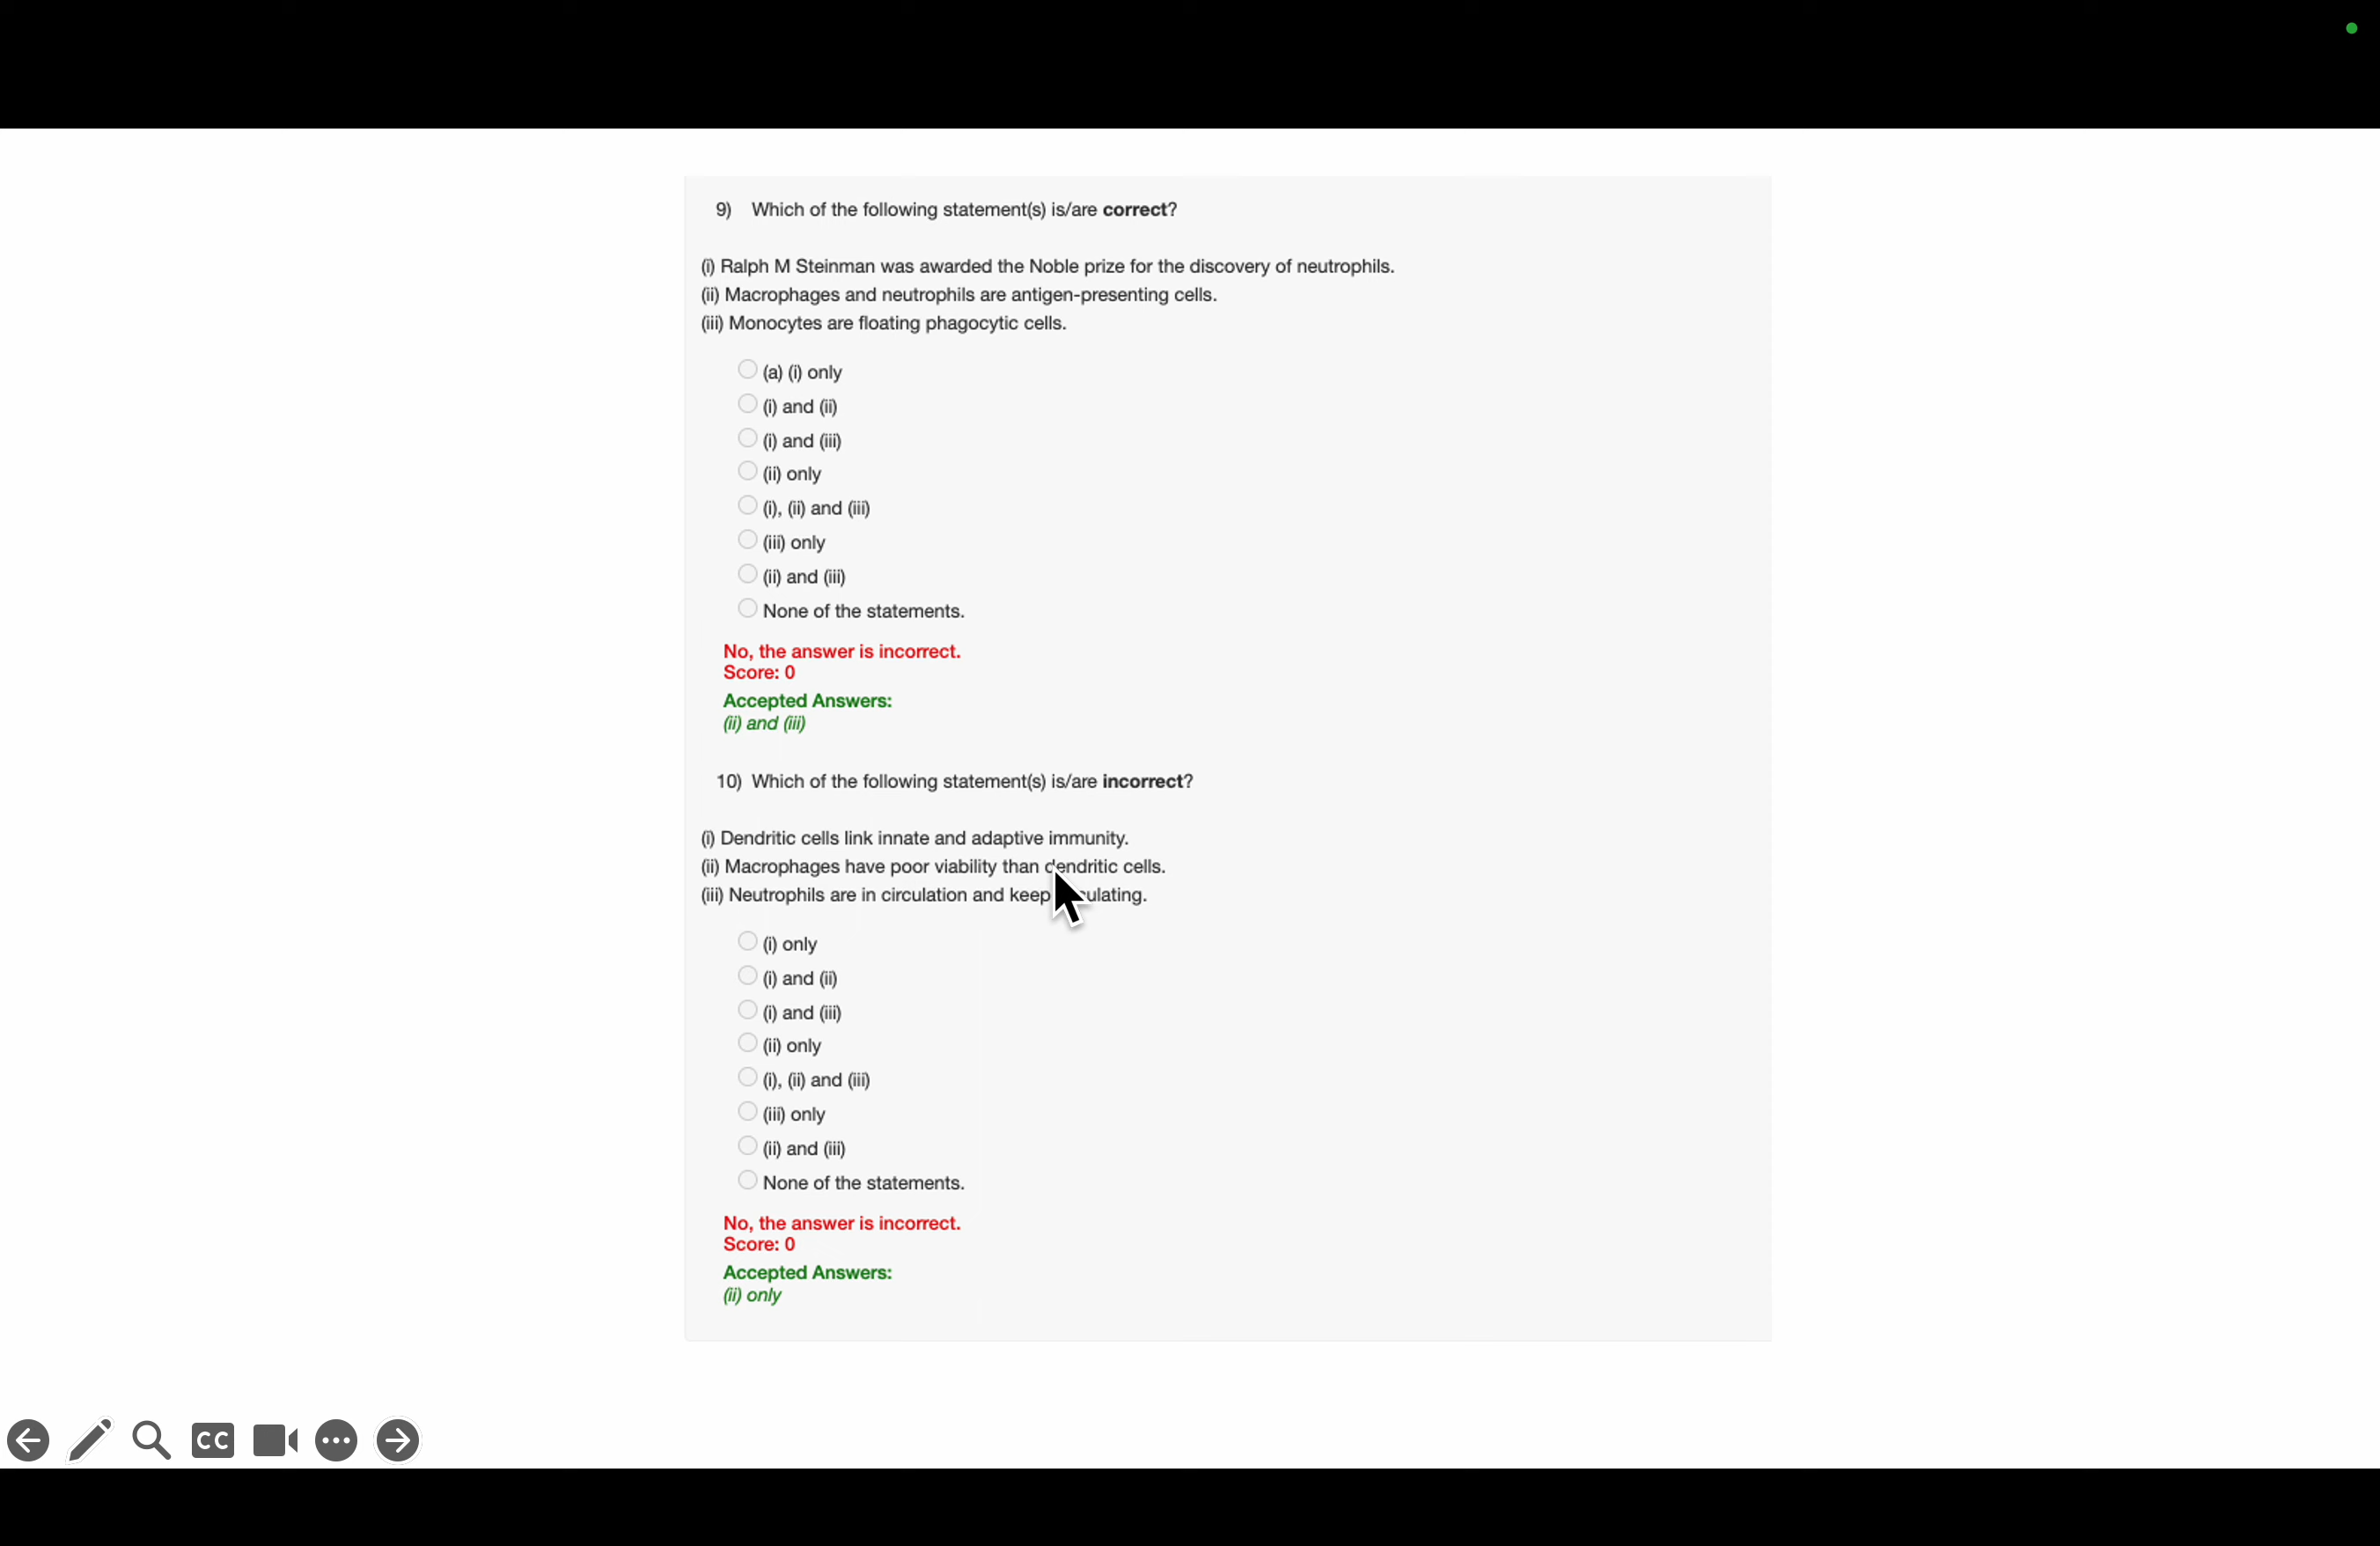 9) Which of the following statement(s) is/are correct?
(i) Ralph M Steinman was awarded the Noble prize for the discovery of neutrophils.
(ii) Macrophages and neutrophils are antigen-presenting cells.
(iii) Monocytes are floating phagocytic cells.
(a) (i) only
(i) and (ii)
(i) and (iii)
(ii) only
(i), (ii) and (iii)
(iii) only
(ii) and (iii)
None of the statements.
No, the answer is incorrect.
Score: 0
Accepted Answers:
(ii) and (iii)
10) Which of the following statement(s) is/are incorrect?
(i) Dendritic cells link innate and adaptive immunity.
(ii) Macrophages have poor viability than dendritic cells.
(iii) Neutrophils are in circulation and keep
(i) only
(i) and (ii)
(i) and (iii)
(ii) only
(i), (ii) and (iii)
(iii) only
(ii) and (iii)
None of the statements.
No, the answer is incorrect.
Score: 0
Accepted Answers:
(ii) only
CC